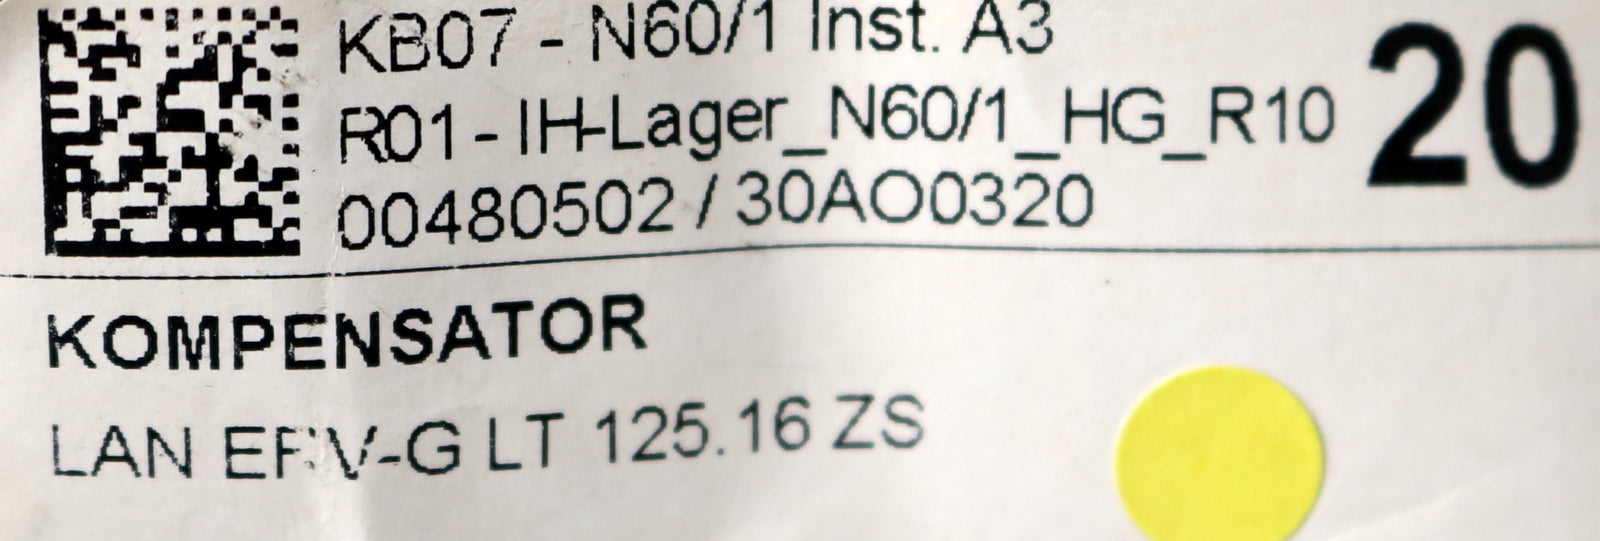 KB07 - N60/1 Inst. A3
R01 - IH-Lager_N60/1_HG_R10
20
00480502 / 30AO0320
KOMPENSATOR
LAN ERV-G LT 125.16 ZS